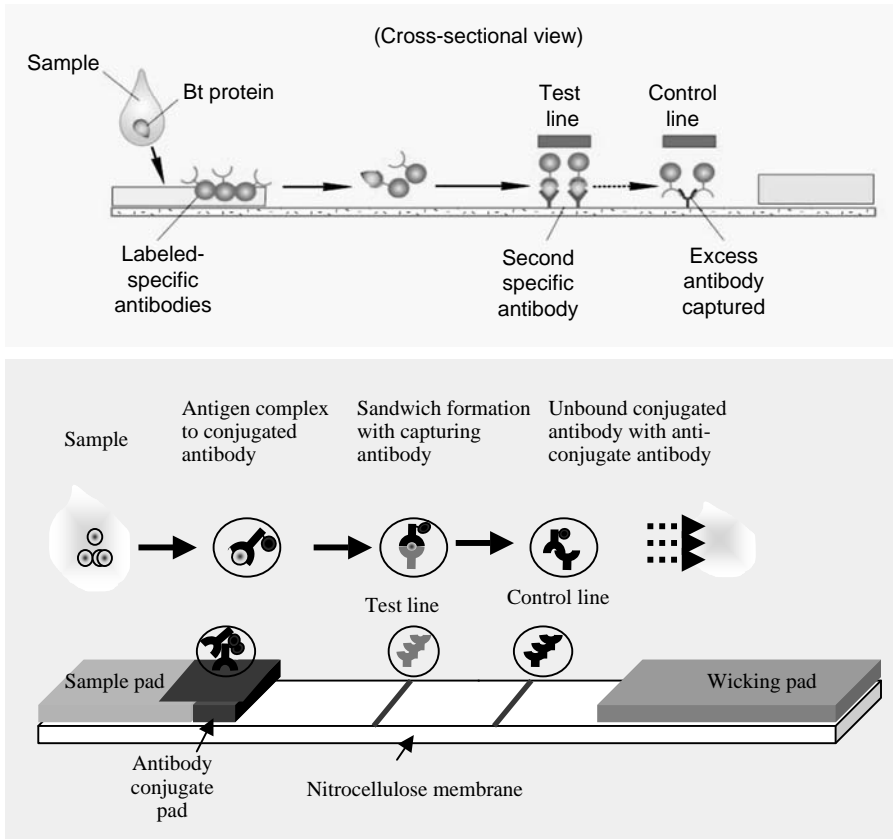 (Cross-sectional view)
Sample
Bt protein
Test
line
Control
line
Labeled-
specific
antibodies
Second
specific
antibody
Excess
antibody
captured
Sample
Antigen complex
to conjugated
antibody
Sandwich formation
with capturing
antibody
Unbound conjugated
antibody with anti-
conjugate antibody
Test line
Control line
Sample pad
Wicking pad
Antibody
conjugate
pad
Nitrocellulose membrane